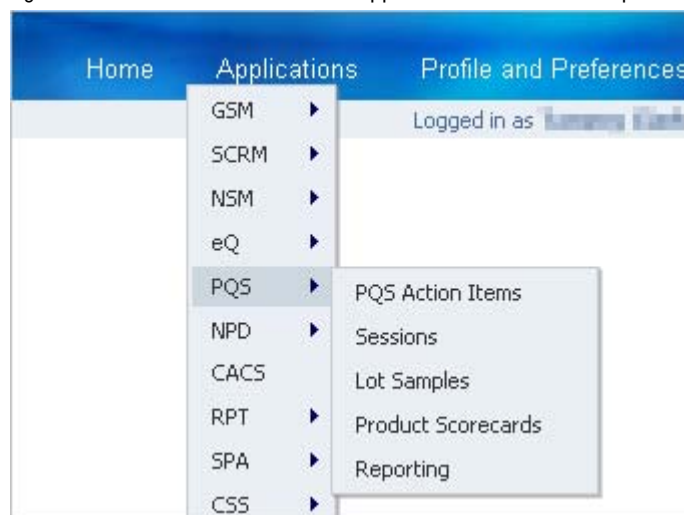 Home Applications Profile and Preferences
Logged in as
GSM
SCRM
NSM
eQ
PQS
PQS Action Items
NPD
Sessions
CACS
Lot Samples
RPT
Product Scorecards
SPA
Reporting
CSS